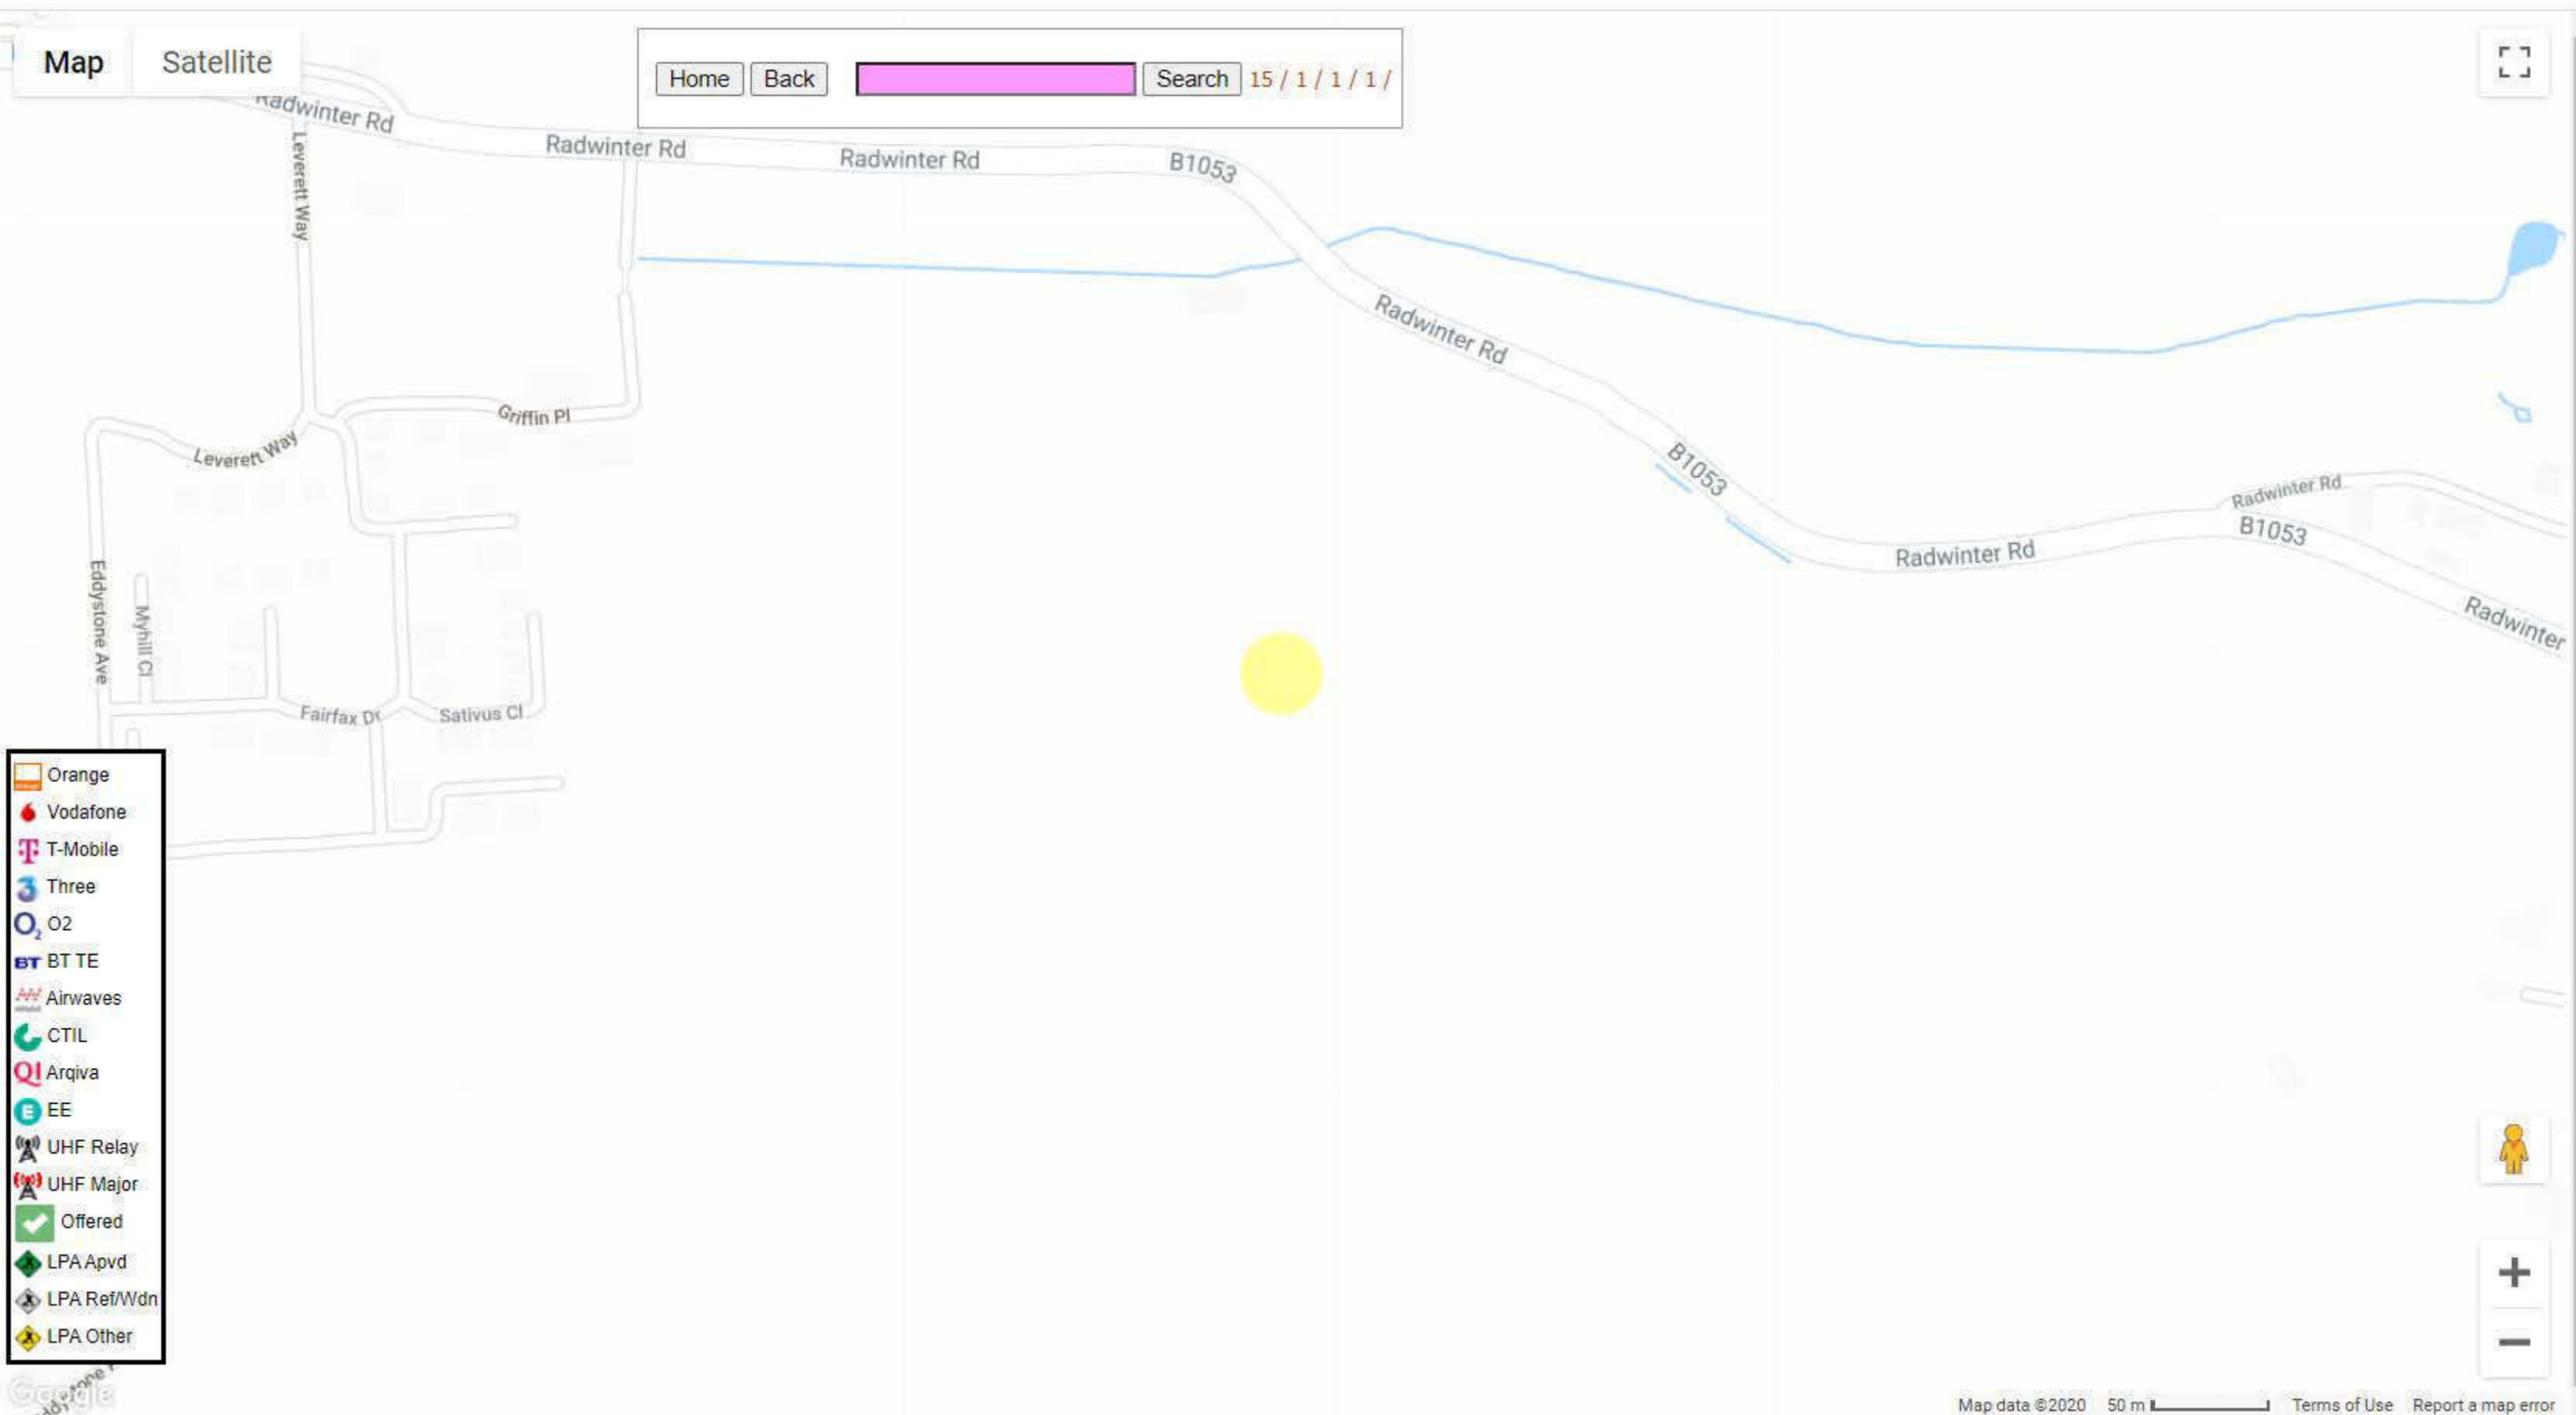 Map Satellite
Home Back Search 15 / 1 / 1 / 1 /
Radwinter Rd
Radwinter Rd
Radwinter Rd
B1053
Leverett Way
Radwinter Rd
Griffin Pl
Leverett Way
B1053
Radwinter Rd
B1053
Radwinter Rd
Radwinter
Eddystone Ave
Myhill Cl
Fairfax Dr
Sativus Cl
Orange
Vodafone
T-Mobile
Three
O2
BT BT TE
Airwaves
CTIL
Arqiva
EE
UHF Relay
UHF Major
Offered
LPA Apvd
LPA Ref/Wdn
LPA Other
Google
Map data ©2020 50 m Terms of Use Report a map error